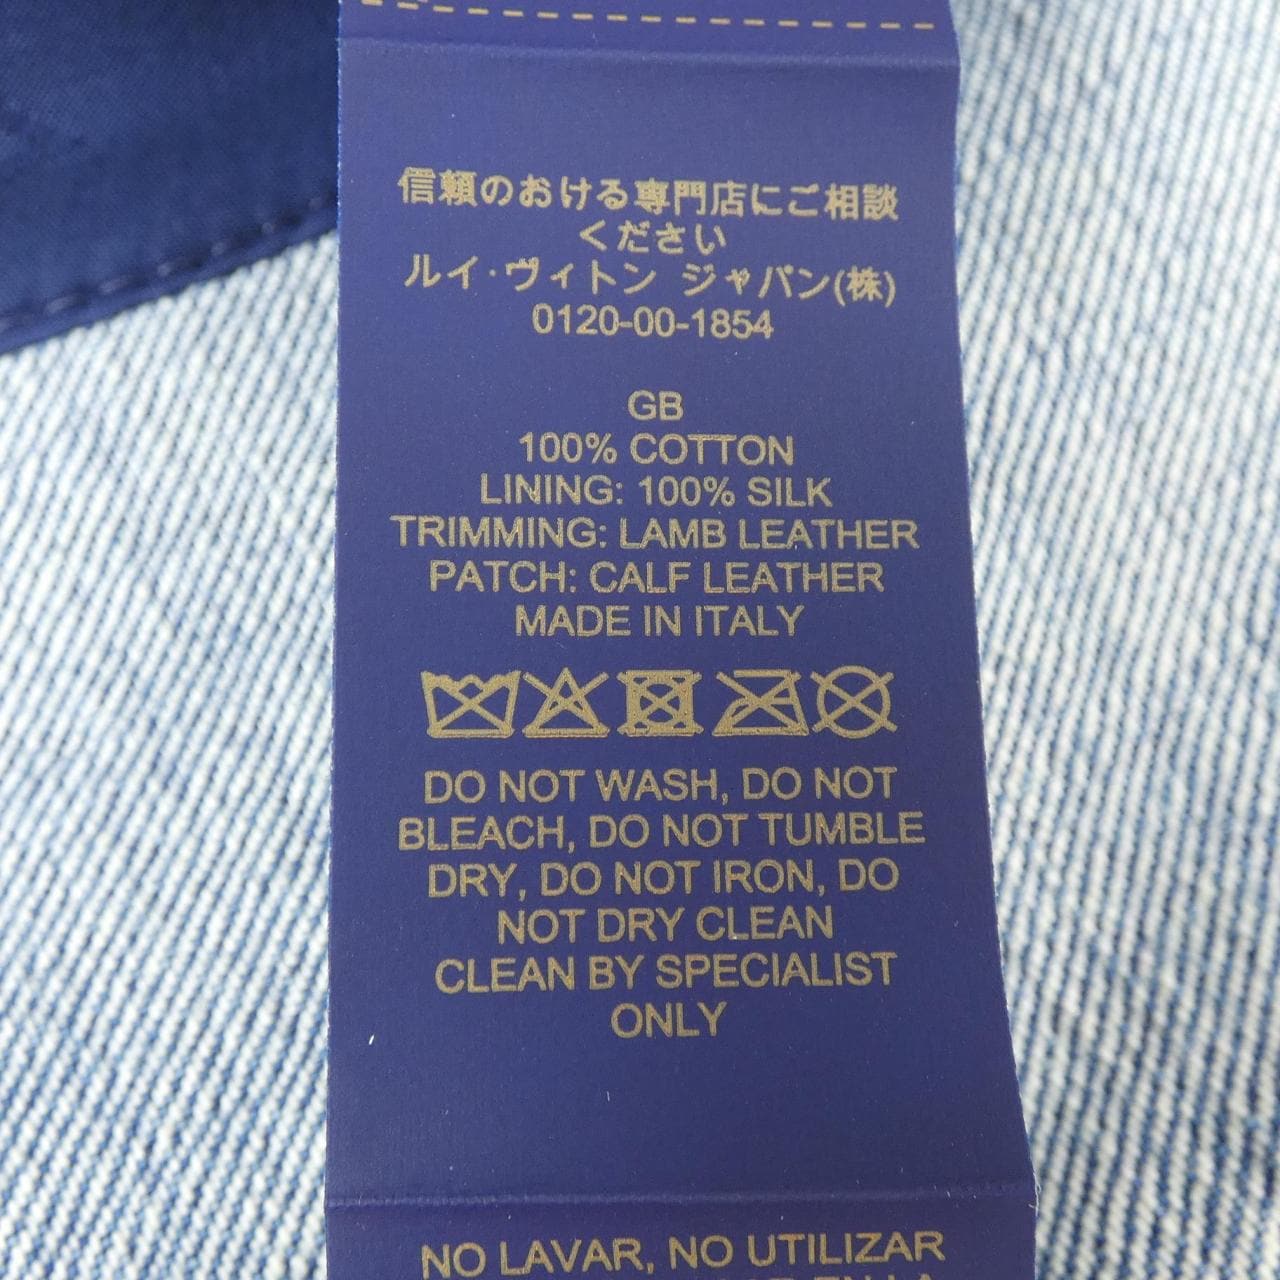 信頼のおける専門店にご相談
ください
ルイ·ヴィトン ジャパン(株)
0120-00-1854
GB
100% COTTON
LINING: 100% SILK
TRIMMING: LAMB LEATHER
PATCH: CALF LEATHER
MADE IN ITALY
DO NOT WASH, DO NOT
BLEACH, DO NOT TUMBLE
DRY, DO NOT IRON, DO
NOT DRY CLEAN
CLEAN BY SPECIALIST
ONLY
NO LAVAR, NO UTILIZAR